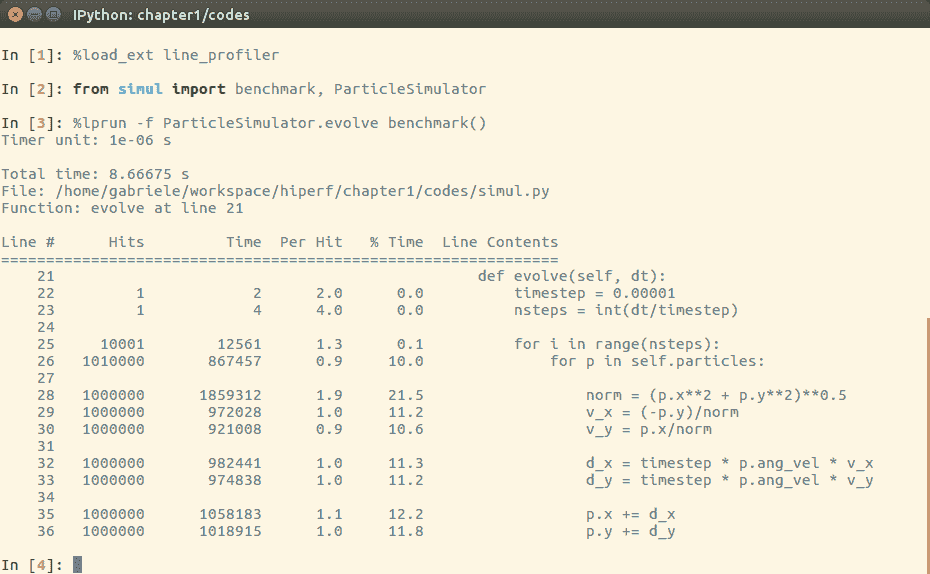 IPython: chapter1/codes
In [1]: %load_ext line_profiler
In [2]: from simul import benchmark, ParticleSimulator
In [3]: %lprun -f ParticleSimulator.evolve benchmark()
Timer unit: 1e-06 s
Total time: 8.66675 s
File: /home/gabriele/workspace/hiperf/chapter1/codes/simul.py
Function: evolve at line 21
Line #      Hits         Time  Per Hit   % Time  Line Contents
==============================================================
    21                                               def evolve(self, dt):
    22         1            2      2.0      0.0          timestep = 0.00001
    23         1            4      4.0      0.0          nsteps = int(dt/timestep)
    24
    25     10001        12561      1.3      0.1          for i in range(nsteps):
    26   1010000       867457      0.9     10.0              for p in self.particles:
    27
    28   1000000      1859312      1.9     21.5                  norm = (p.x**2 + p.y**2)**0.5
    29   1000000       972028      1.0     11.2                  v_x = (-p.y)/norm
    30   1000000       921008      0.9     10.6                  v_y = p.x/norm
    31
    32   1000000       982441      1.0     11.3                  d_x = timestep * p.ang_vel * v_x
    33   1000000       974838      1.0     11.2                  d_y = timestep * p.ang_vel * v_y
    34
    35   1000000      1058183      1.1     12.2                  p.x += d_x
    36   1000000      1018915      1.0     11.8                  p.y += d_y
In [4]: